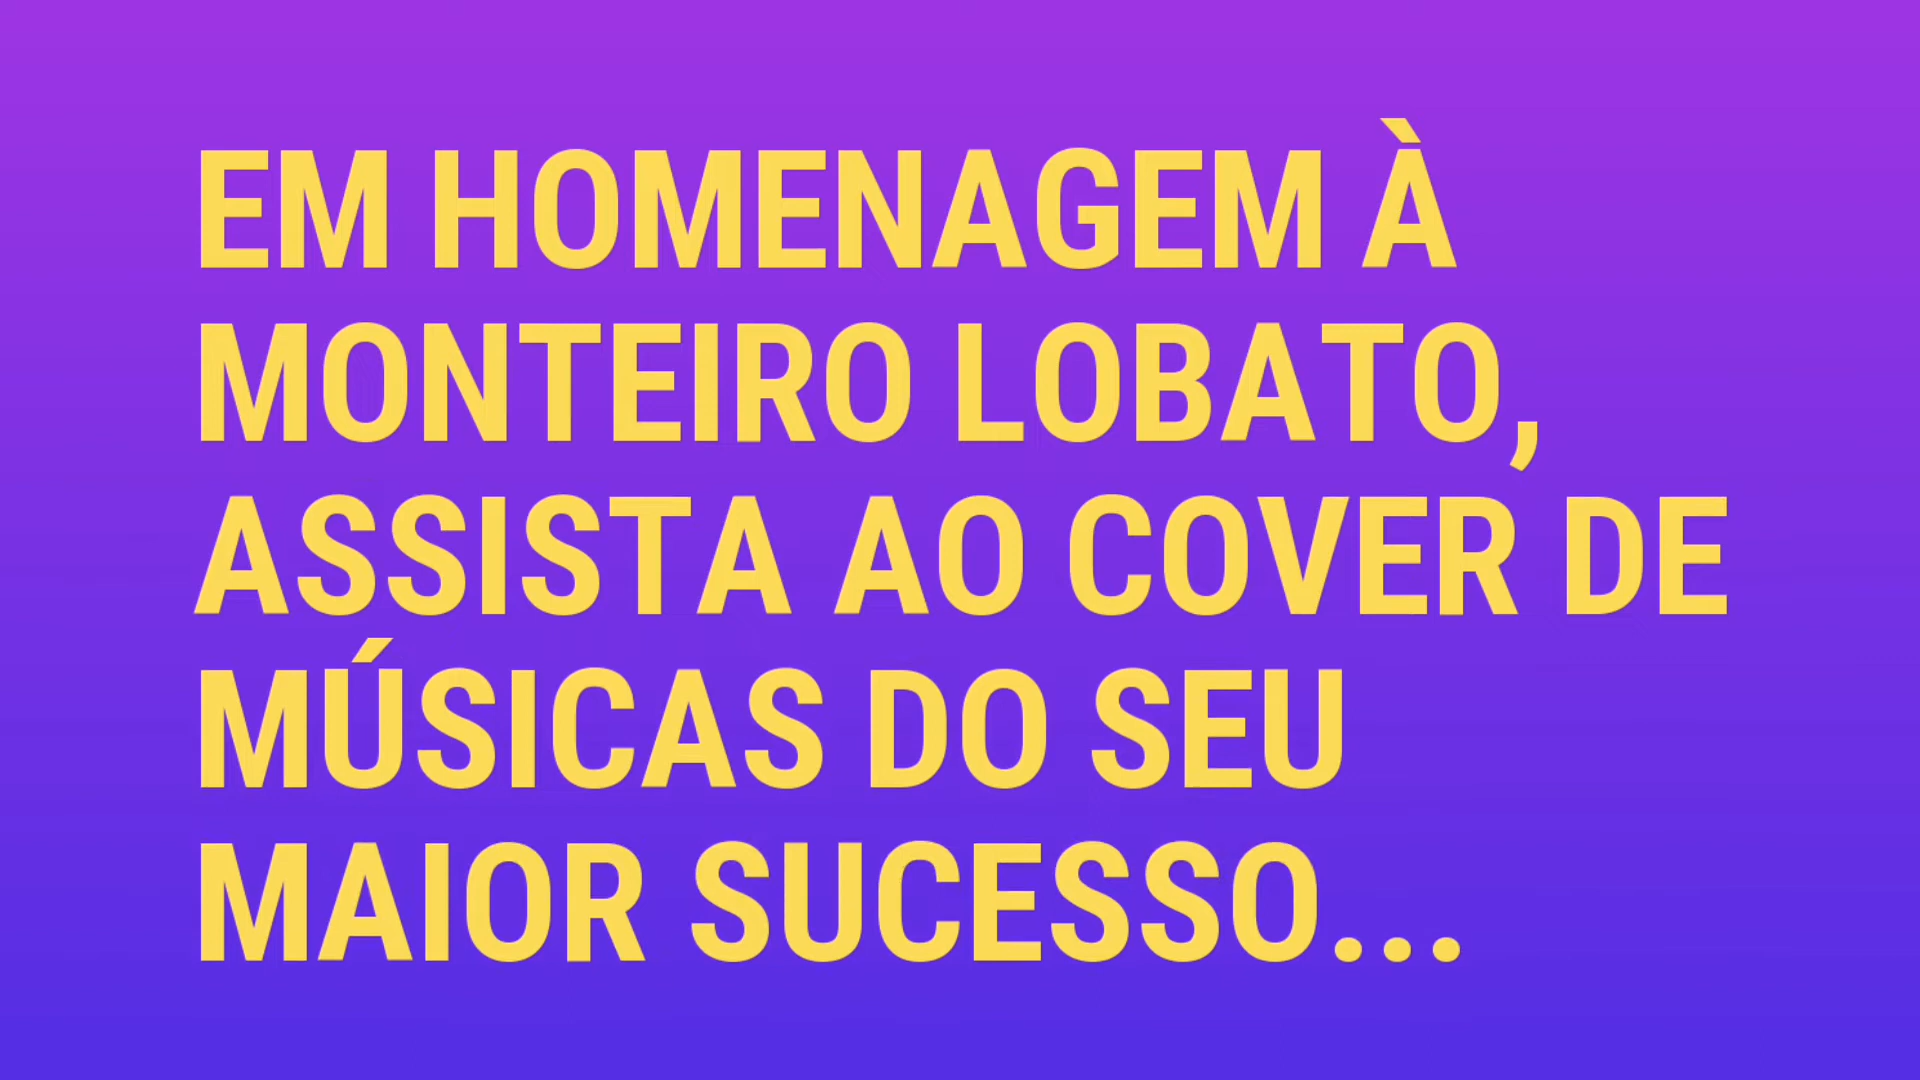 EM HOMENAGEM À
MONTEIRO LOBATO,
ASSISTA AO COVER DE
MÚSICAS DO SEU
MAIOR SUCESSO...